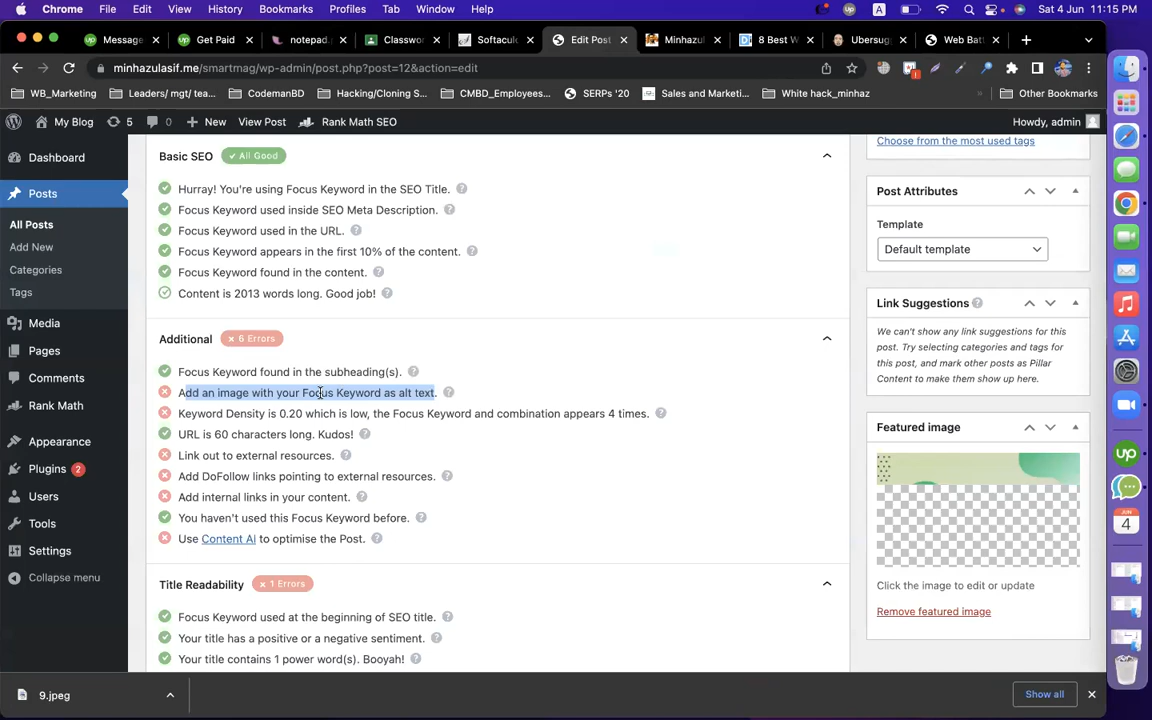 Chrome File Edit View History Bookmarks Profiles Tab Window Help A Sat 4 Jun 11:15 PM
Message Get Paid notepad. Classwor Softacul Edit Post Minhazul 8 Best W Ubersug Web Bat
minhazulasif.me/smartmag/wp-admin/post.php?post=12&action=edit
WB_Marketing Leaders/ mgt/ tea... CodemanBD Hacking/Cloning S... CMBD_Employees... SERPs '20 Sales and Marketi... White hack_minhaz » Other Bookmarks
My Blog 5 New View Post Rank Math SEO Howdy, admin
Dashboard
Posts
All Posts
Add New
Categories
Tags
Media
Pages
Comments
Rank Math
Appearance
Plugins 2
Users
Tools
Settings
Collapse menu
Basic SEO All Good
Hurray! You're using Focus Keyword in the SEO Title. ?
Focus Keyword used inside SEO Meta Description. ?
Focus Keyword used in the URL. ?
Focus Keyword appears in the first 10% of the content. ?
Focus Keyword found in the content. ?
Content is 2013 words long. Good job! ?
Additional × 6 Errors
Focus Keyword found in the subheading(s). ?
Add an image with your Focus Keyword as alt text. ?
Keyword Density is 0.20 which is low, the Focus Keyword and combination appears 4 times. ?
URL is 60 characters long. Kudos! ?
Link out to external resources. ?
Add DoFollow links pointing to external resources. ?
Add internal links in your content. ?
You haven't used this Focus Keyword before. ?
Use Content AI to optimise the Post. ?
Title Readability × 1 Errors
Focus Keyword used at the beginning of SEO title. ?
Your title has a positive or a negative sentiment. ?
Your title contains 1 power word(s). Booyah! ?
Choose from the most used tags
Post Attributes
Template
Default template
Link Suggestions ?
We can't show any link suggestions for this
post. Try selecting categories and tags for
this post, and mark other posts as Pillar
Content to make them show up here.
Featured image
Click the image to edit or update
Remove featured image
up
JUN
4
9.jpeg Show all